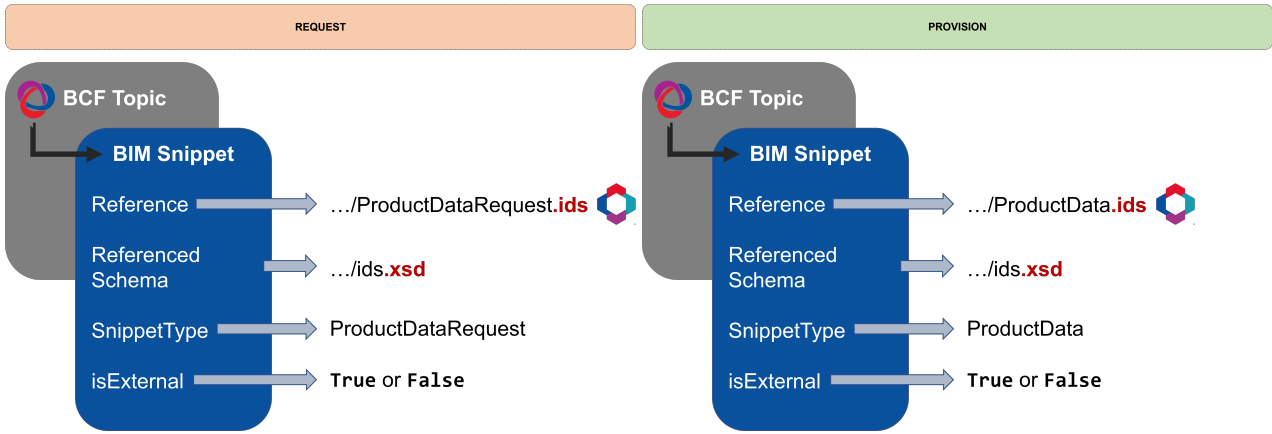 REQUEST
BCF Topic
BIM Snippet
Reference
…/ProductDataRequest.ids
Referenced
Schema
…/ids.xsd
SnippetType
ProductDataRequest
isExternal
True or False
PROVISION
BCF Topic
BIM Snippet
Reference
…/ProductData.ids
Referenced
Schema
…/ids.xsd
SnippetType
ProductData
isExternal
True or False